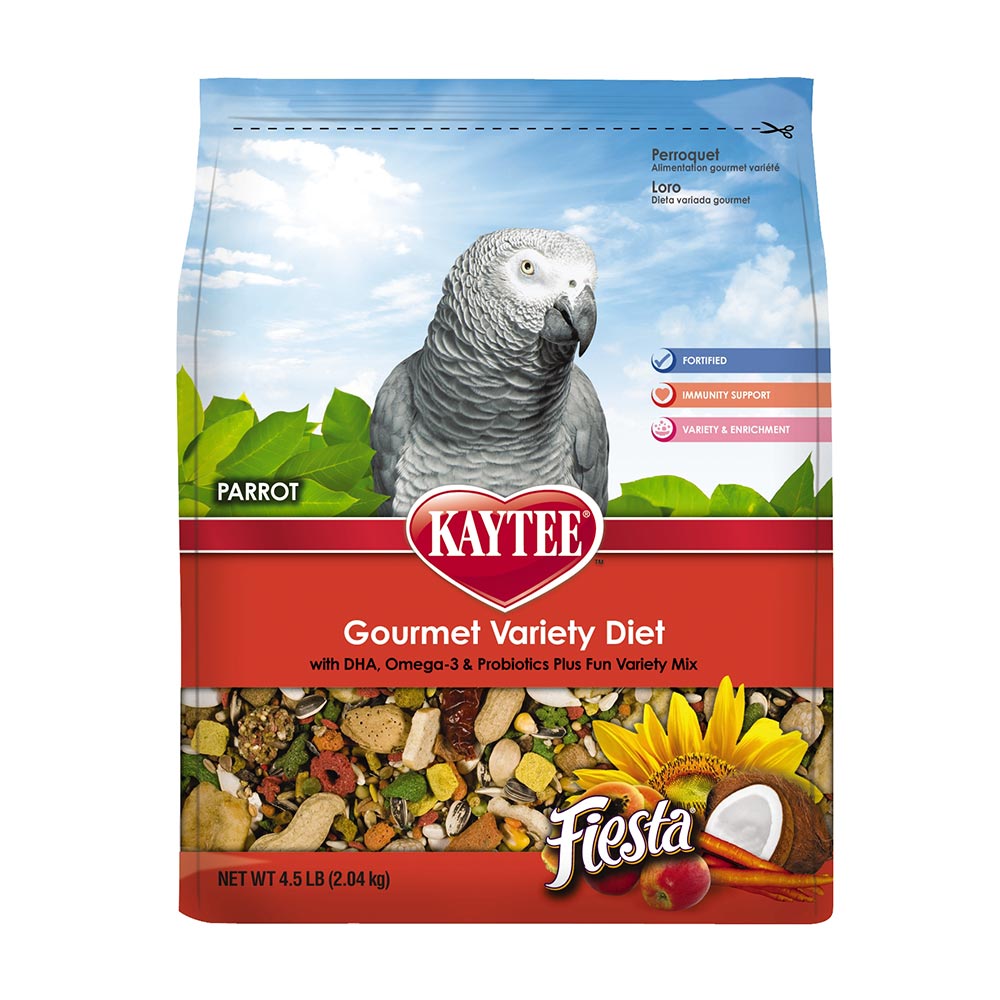 Perroquet
Alimentation gourmet variété
Loro
Dieta variada gourmet
FORTIFIED
IMMUNITY SUPPORT
VARIETY & ENRICHMENT
PARROT
KAYTEE®
™
Gourmet Variety Diet
with DHA, Omega-3 & Probiotics Plus Fun Variety Mix
Fiesta®
NET WT 4.5 LB (2.04 kg)